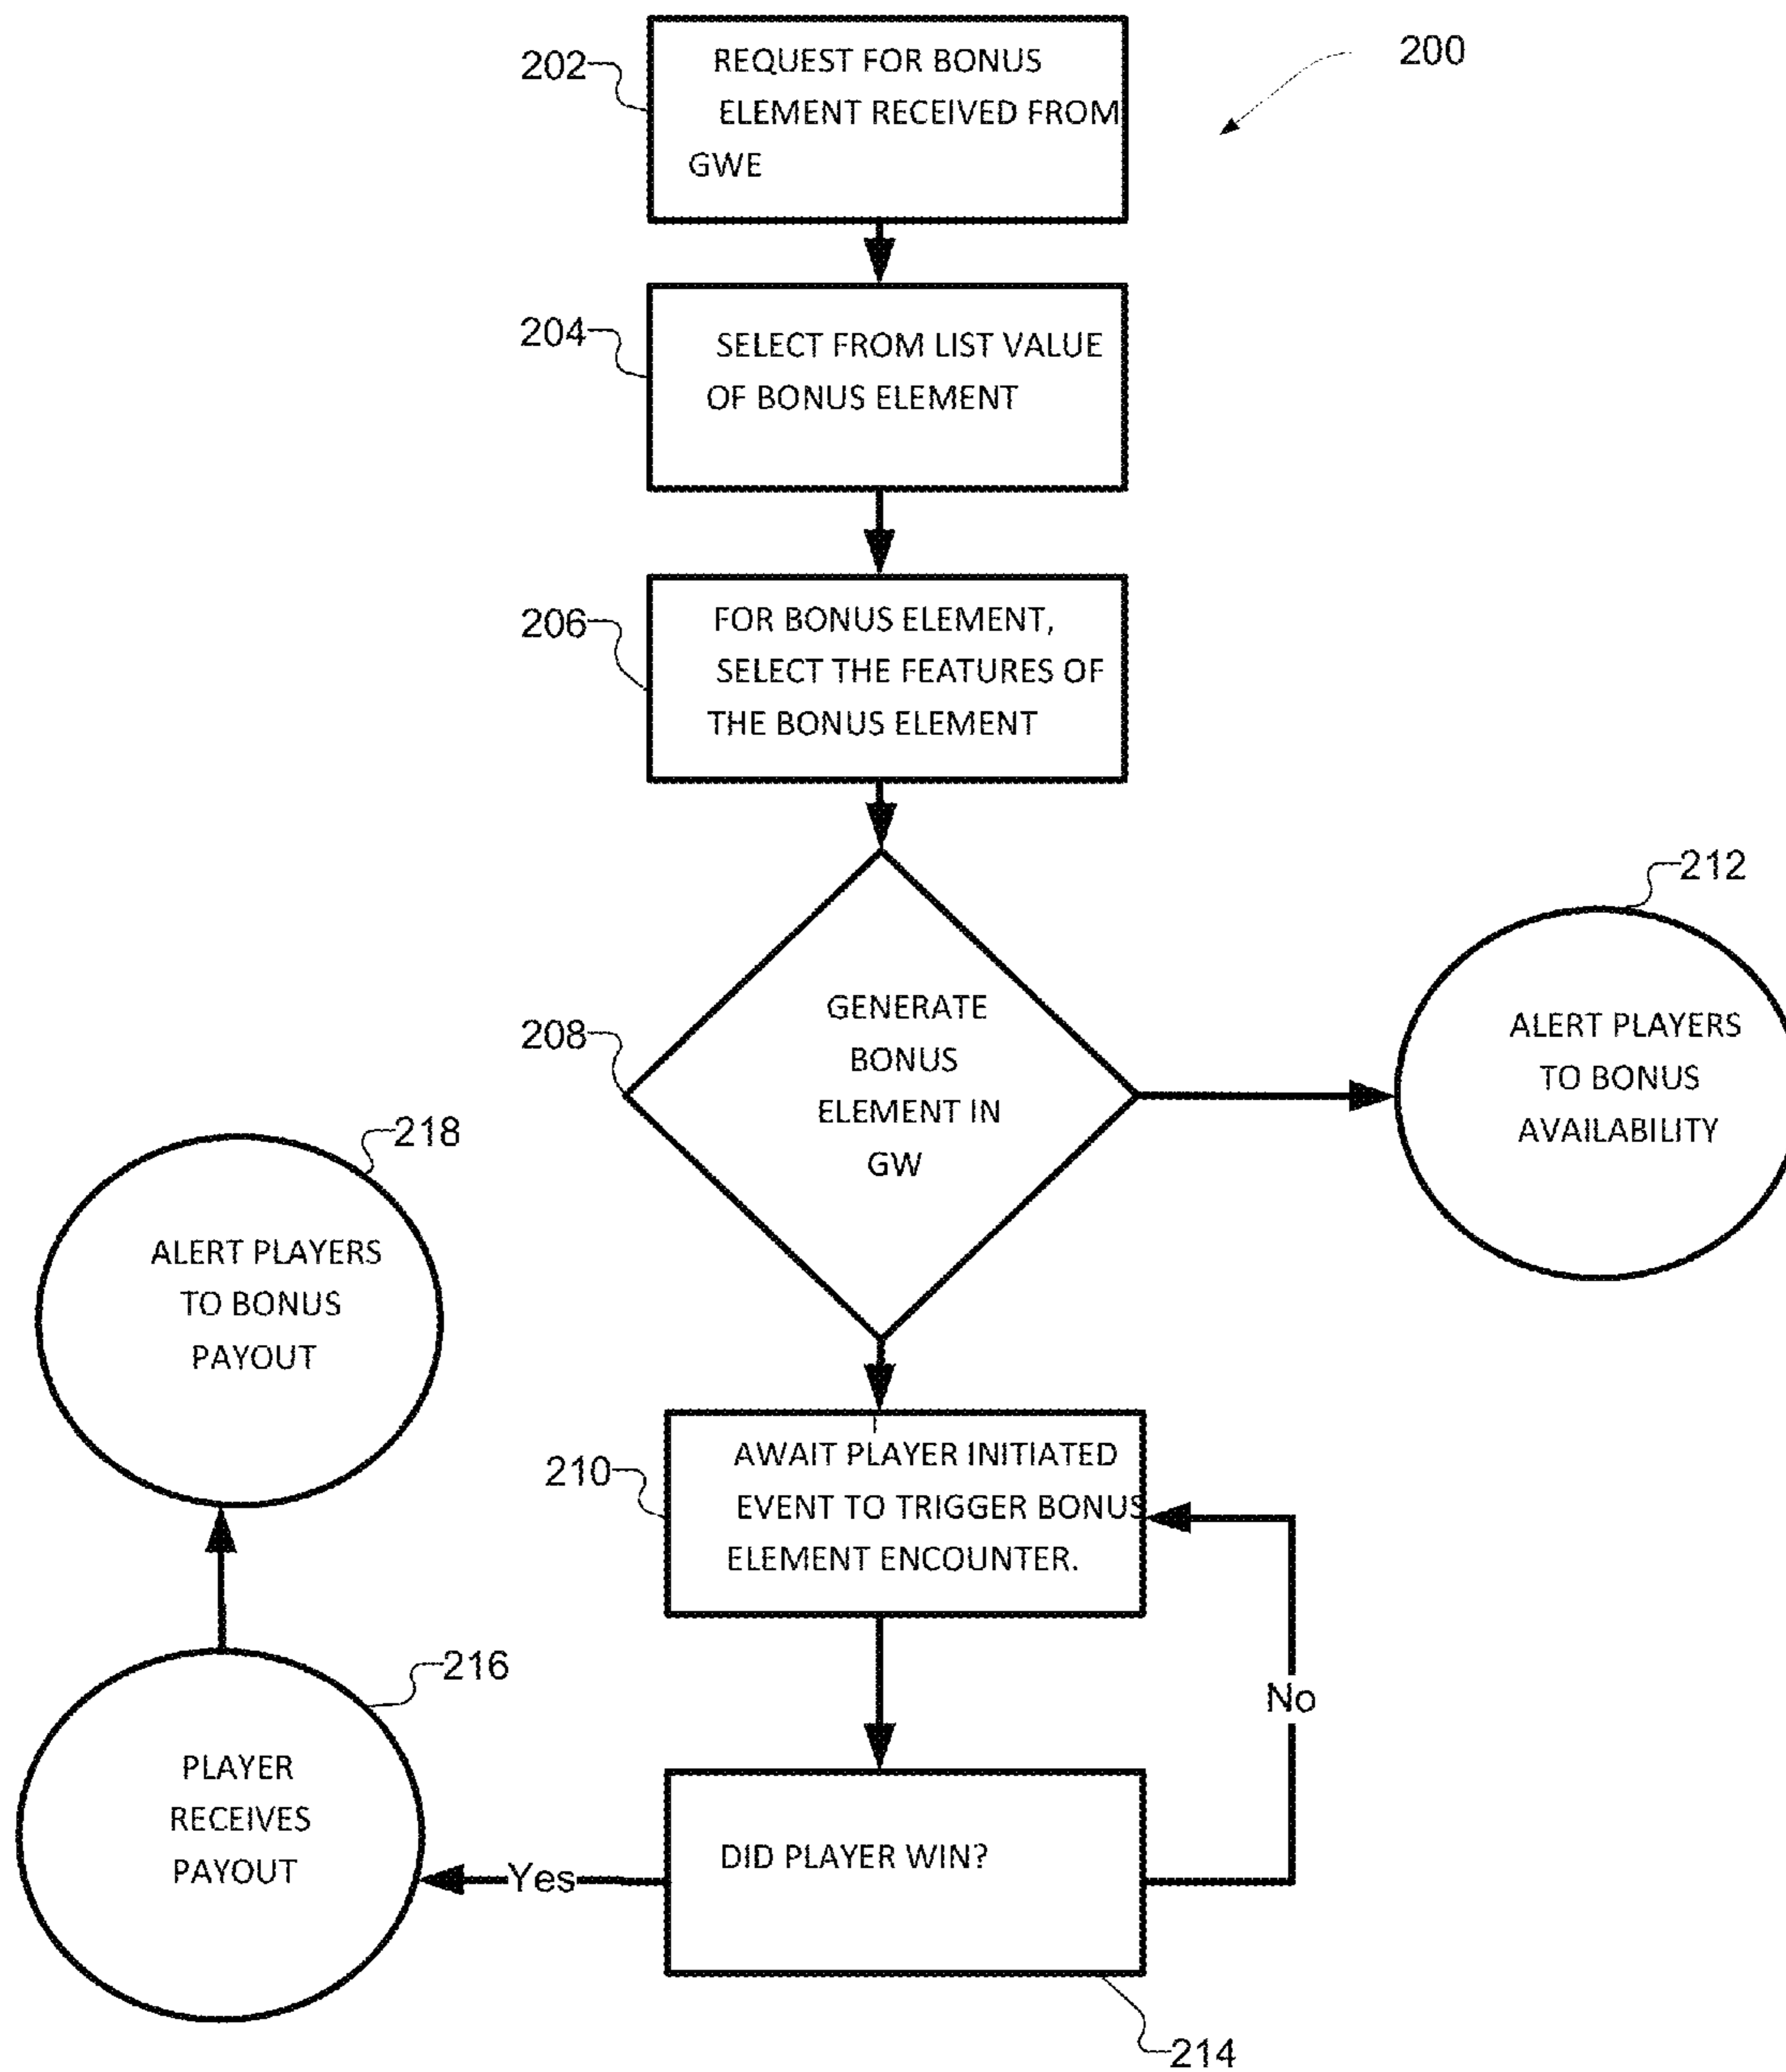 200
202
REQUEST FOR BONUS
ELEMENT RECEIVED FROM
GWE
204
SELECT FROM LIST VALUE
OF BONUS ELEMENT
206
FOR BONUS ELEMENT,
SELECT THE FEATURES OF
THE BONUS ELEMENT
208
GENERATE
BONUS
ELEMENT IN
GW
212
ALERT PLAYERS
TO BONUS
AVAILABILITY
210
AWAIT PLAYER INITIATED
EVENT TO TRIGGER BONUS
ELEMENT ENCOUNTER.
No
214
DID PLAYER WIN?
Yes
216
PLAYER
RECEIVES
PAYOUT
218
ALERT PLAYERS
TO BONUS
PAYOUT